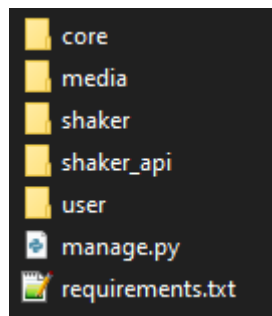 core
media
shaker
shaker_api
user
manage.py
requirements.txt